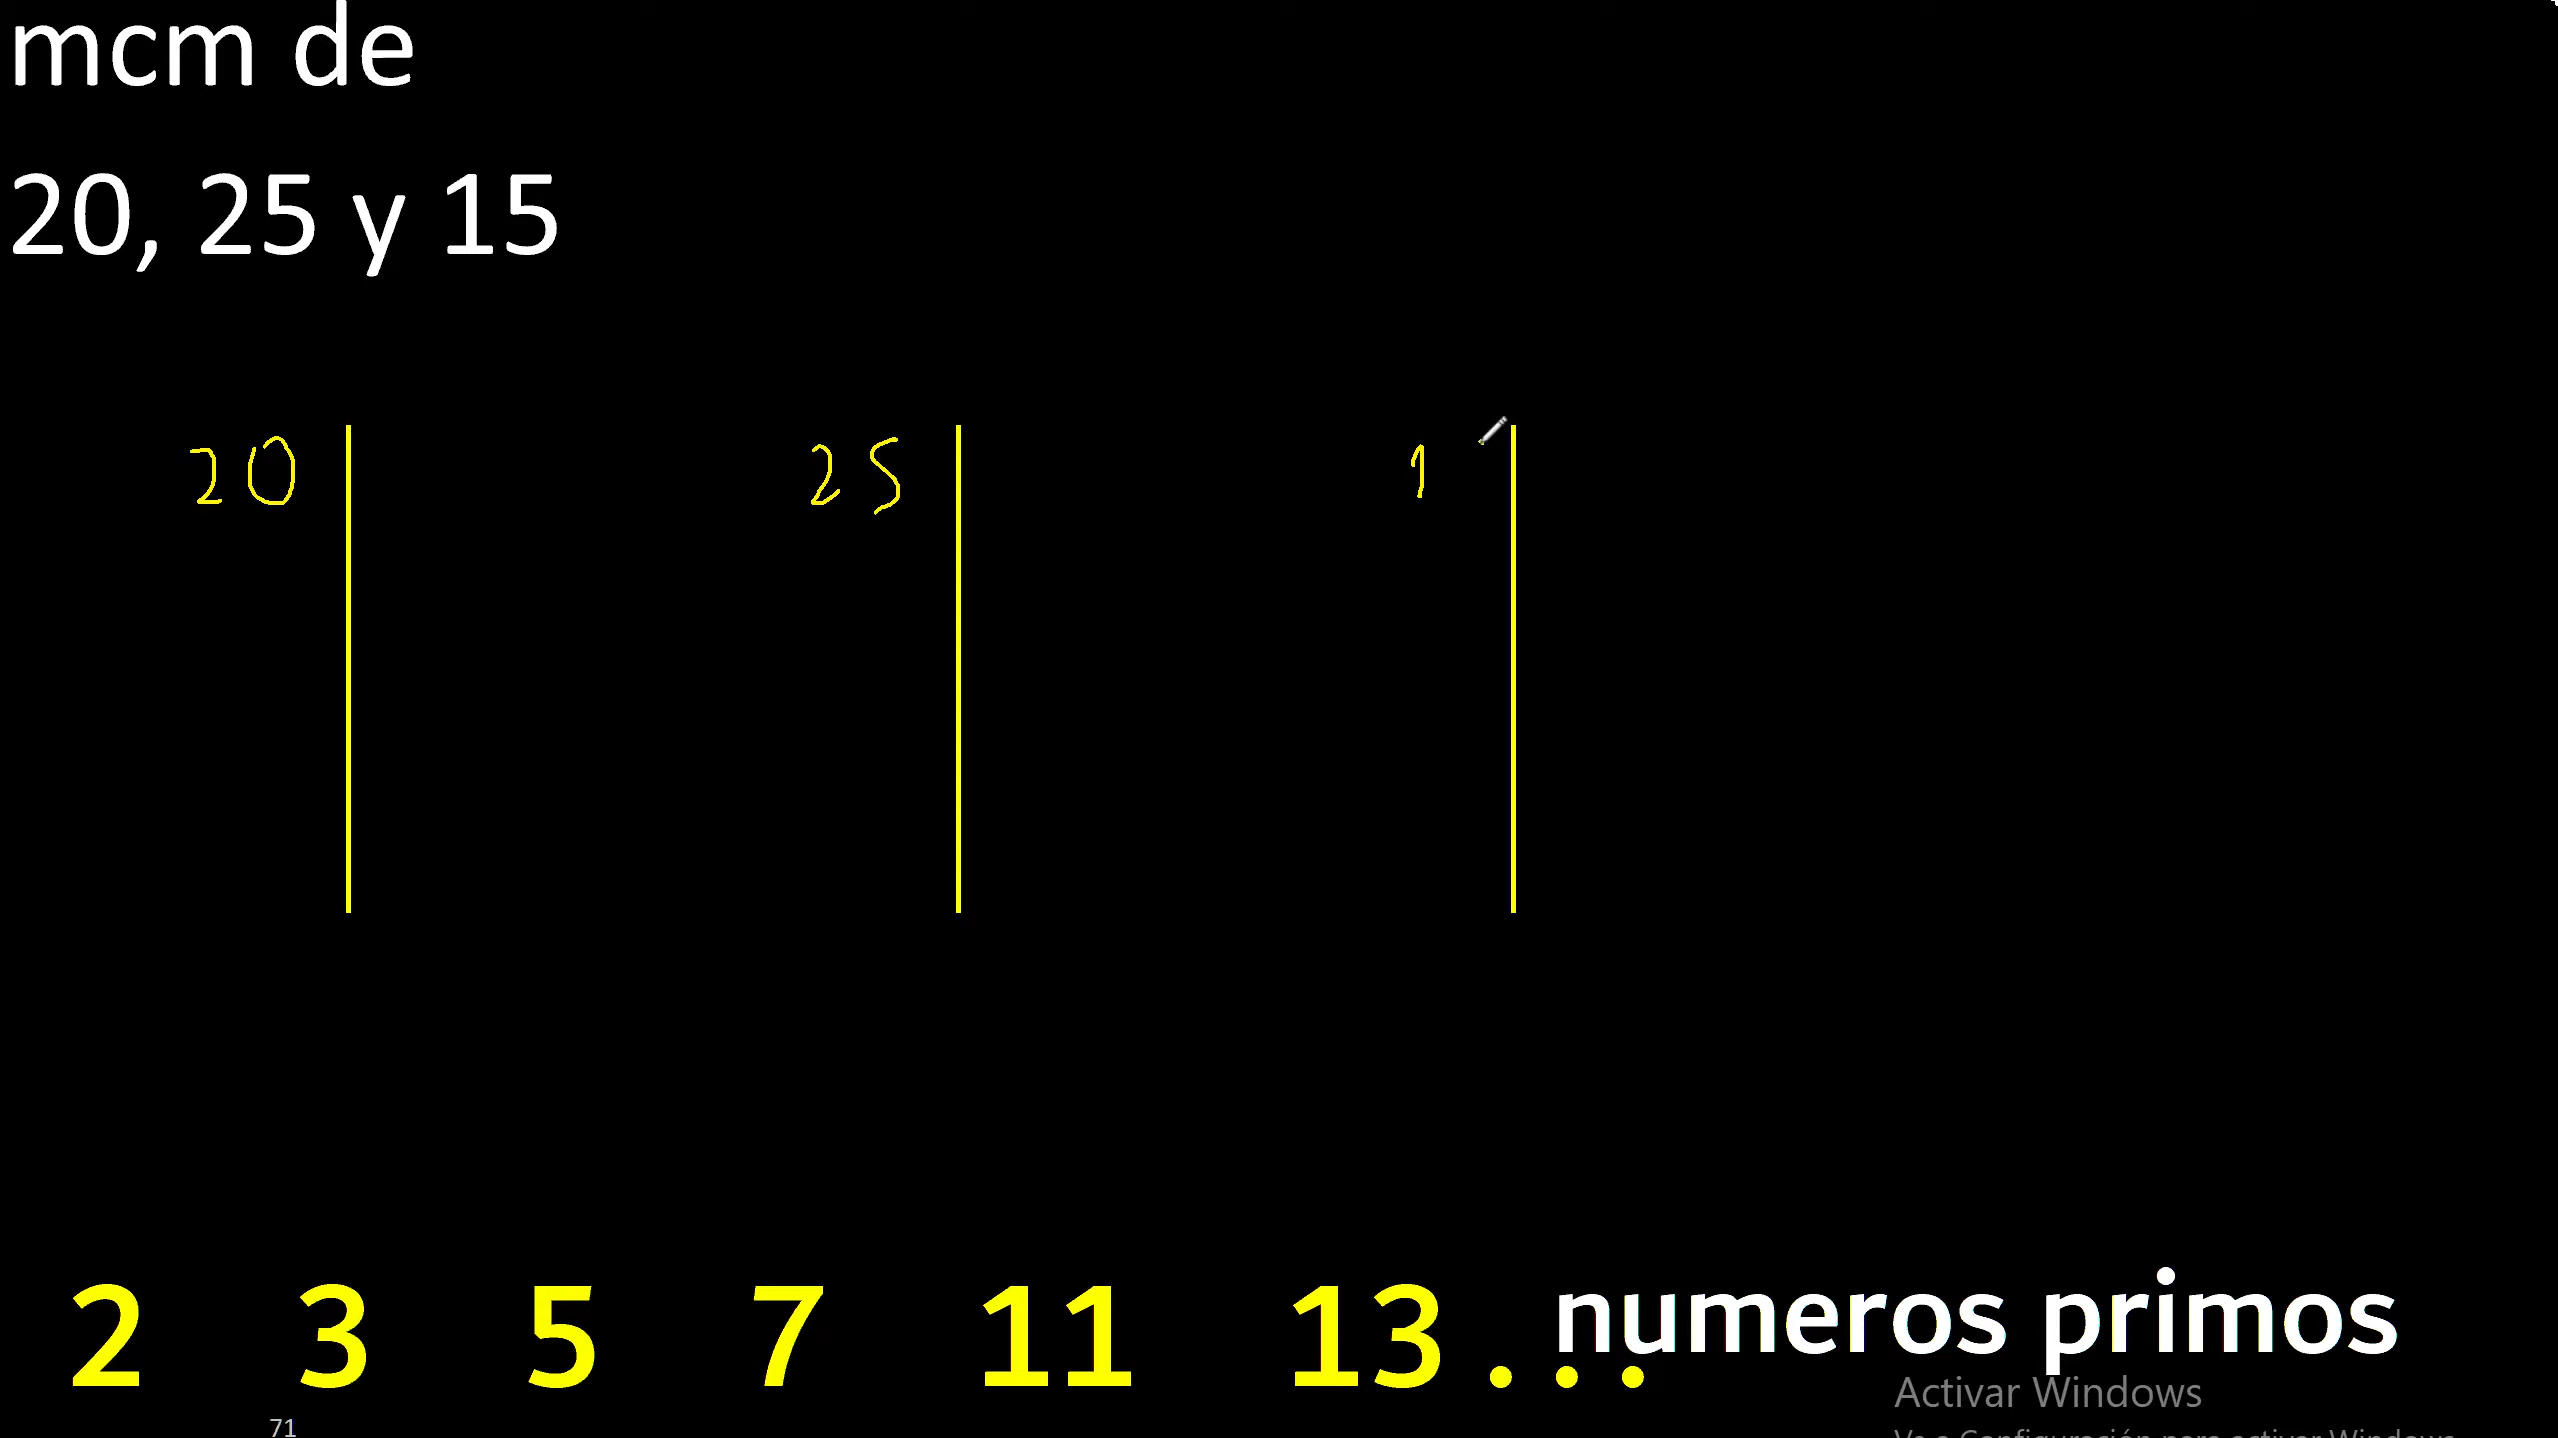 mcm de
20, 25 y 15
20 25 1
2 3 5 7 11 13... numeros primos
Activar Windows
71